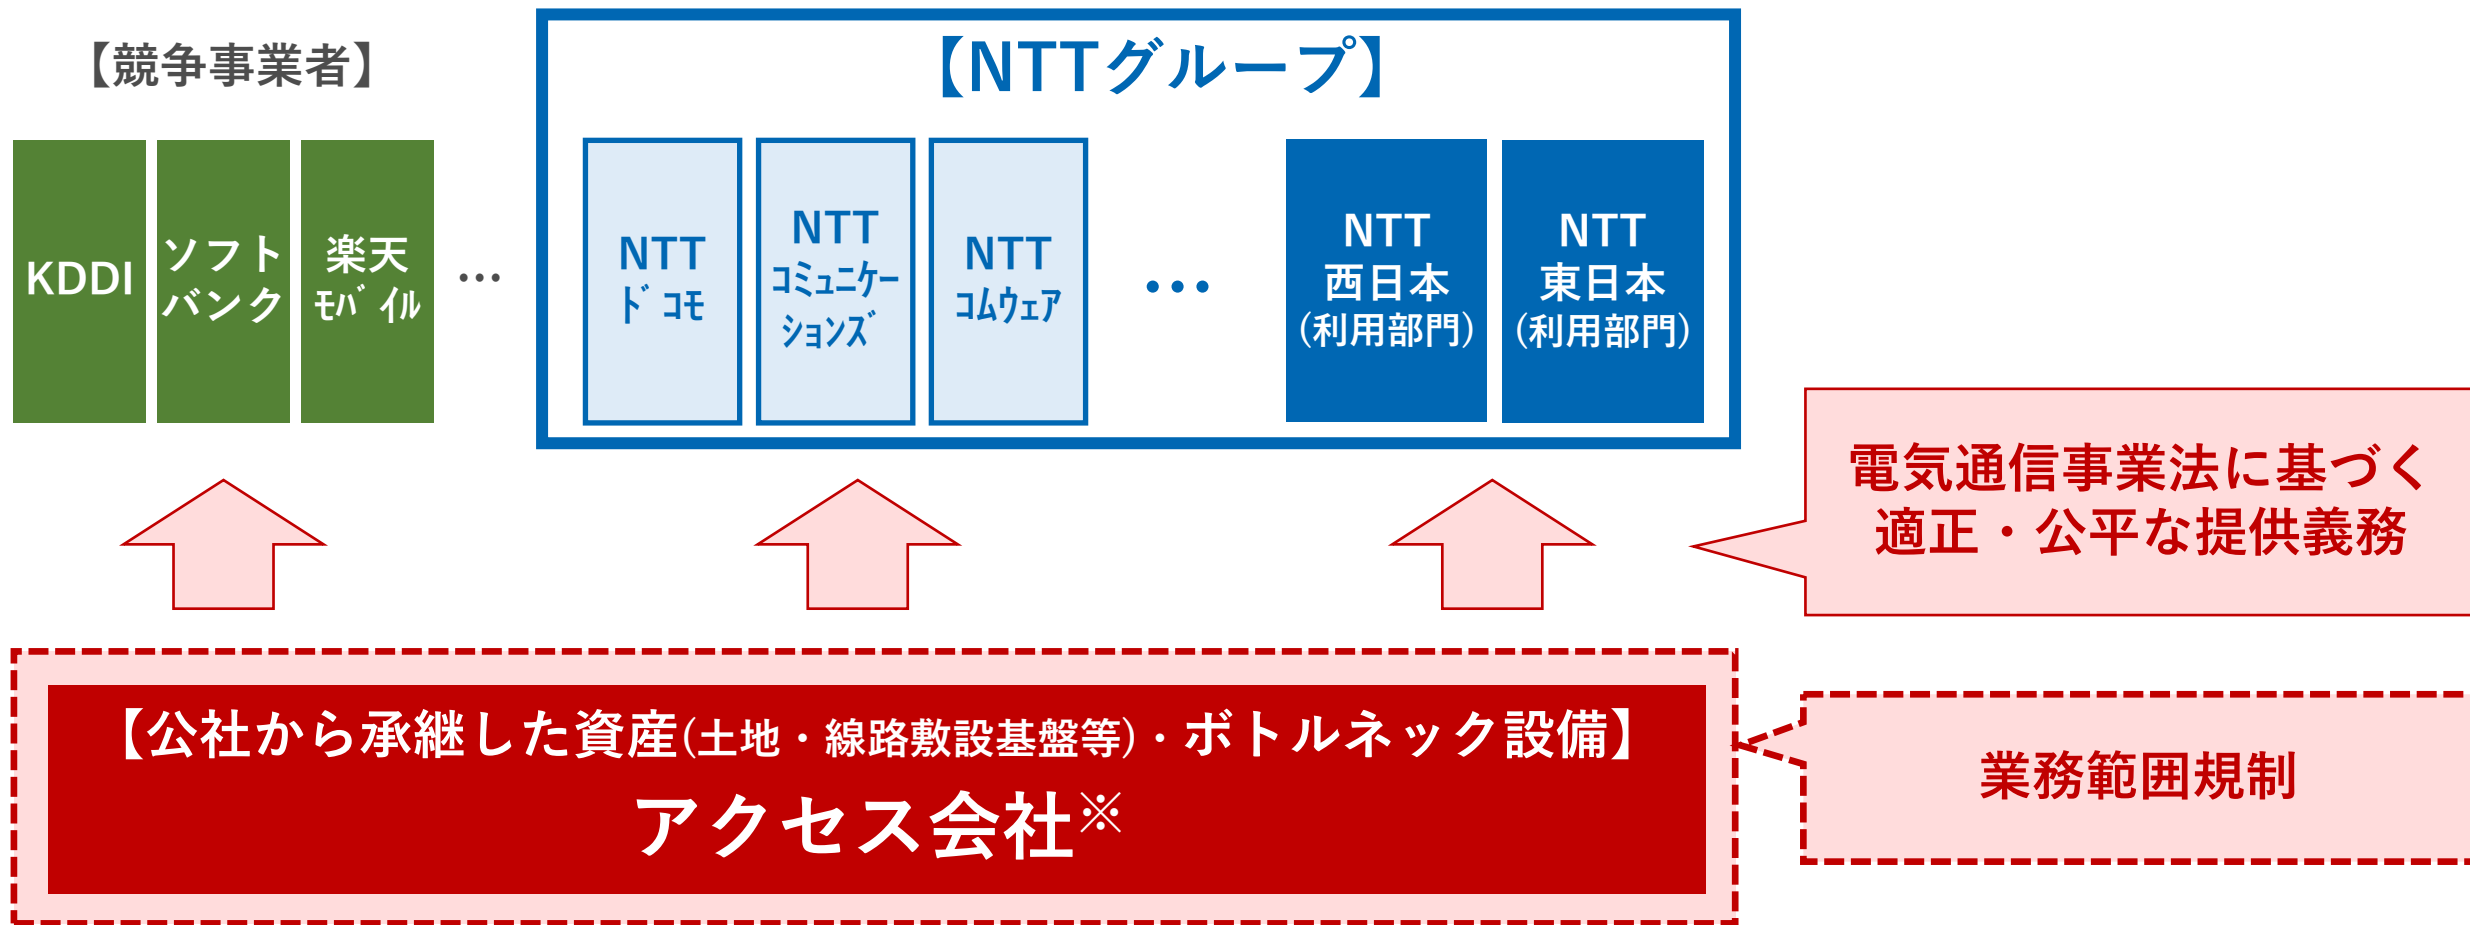 【競争事業者】
【NTTグループ】
KDDI
ソフト
バンク
楽天
ﾓﾊﾞｲﾙ
…
NTT
ﾄﾞｺﾓ
NTT
ｺﾐｭﾆｹｰ
ｼｮﾝｽﾞ
NTT
ｺﾑｳｪｱ
…
NTT
西日本
(利用部門)
NTT
東日本
(利用部門)
電気通信事業法に基づく
適正・公平な提供義務
【公社から承継した資産(土地・線路敷設基盤等)・ボトルネック設備】
アクセス会社※
業務範囲規制